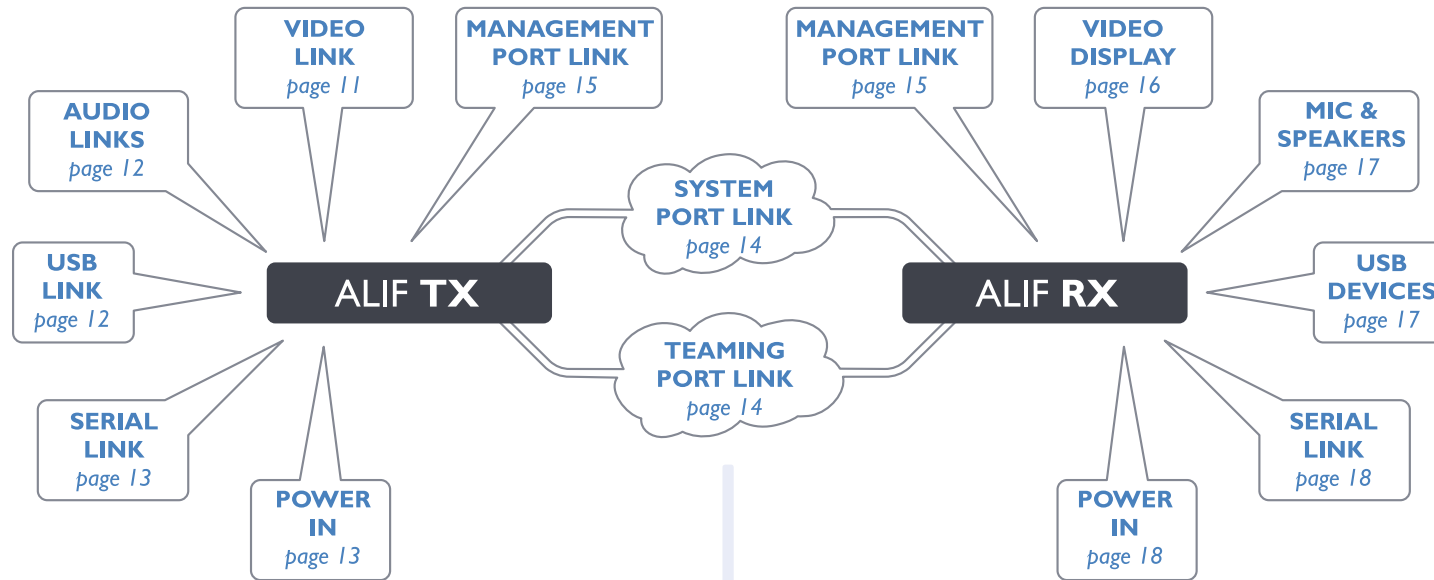 VIDEO
LINK
page 11
MANAGEMENT
PORT LINK
page 15
MANAGEMENT
PORT LINK
page 15
VIDEO
DISPLAY
page 16
AUDIO
LINKS
page 12
MIC &
SPEAKERS
page 17
SYSTEM
PORT LINK
page 14
USB
LINK
page 12
ALIF TX
ALIF RX
USB
DEVICES
page 17
TEAMING
PORT LINK
page 14
SERIAL
LINK
page 13
SERIAL
LINK
page 18
POWER
IN
page 13
POWER
IN
page 18